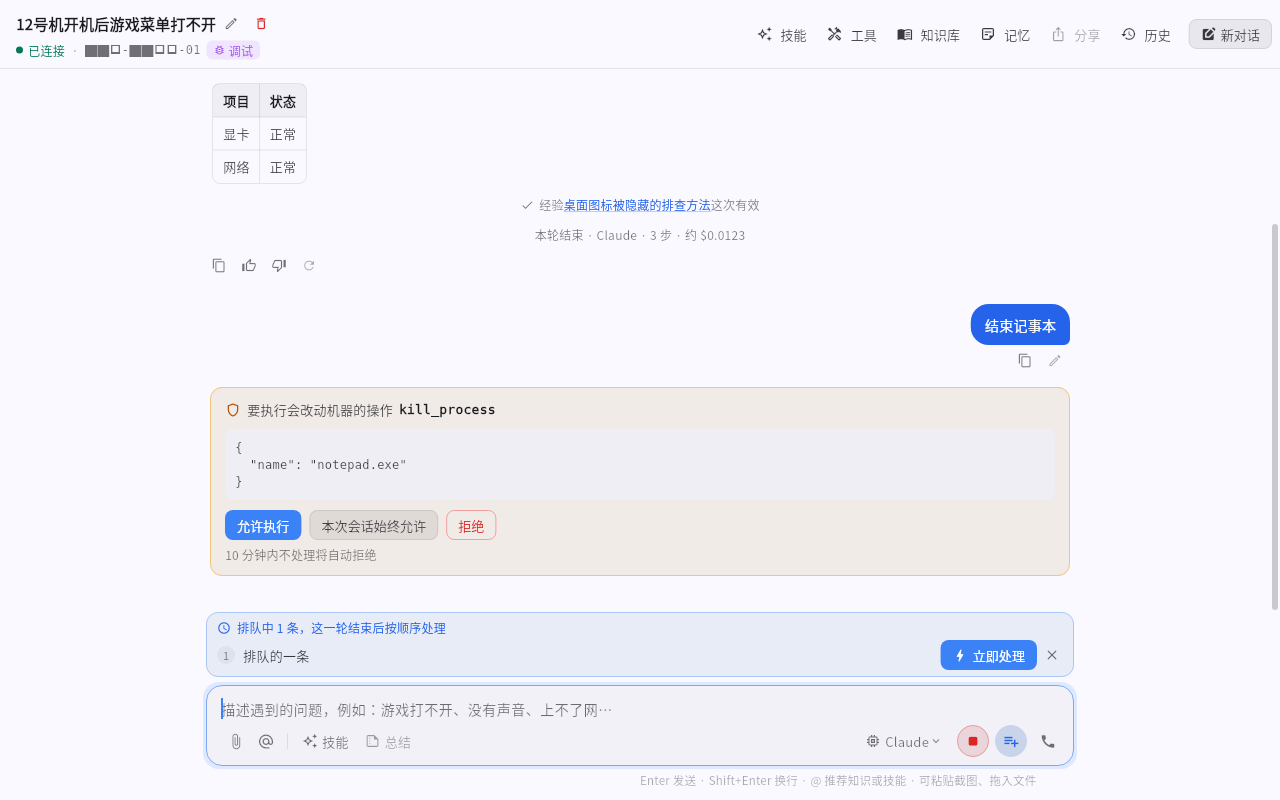 12号机开机后游戏菜单打不开
已连接 · -01 调试
技能 工具 知识库 记忆 分享 历史 新对话
项目 状态
显卡 正常
网络 正常
经验桌面图标被隐藏的排查方法这次有效
本轮结束 · Claude · 3 步 · 约 $0.0123
结束记事本
要执行会改动机器的操作 kill_process
{
"name": "notepad.exe"
}
允许执行 本次会话始终允许 拒绝
10 分钟内不处理将自动拒绝
排队中 1 条，这一轮结束后按顺序处理
1 排队的一条 立即处理
描述遇到的问题，例如：游戏打不开、没有声音、上不了网…
技能 总结 Claude
Enter 发送 · Shift+Enter 换行 · @ 推荐知识或技能 · 可粘贴截图、拖入文件